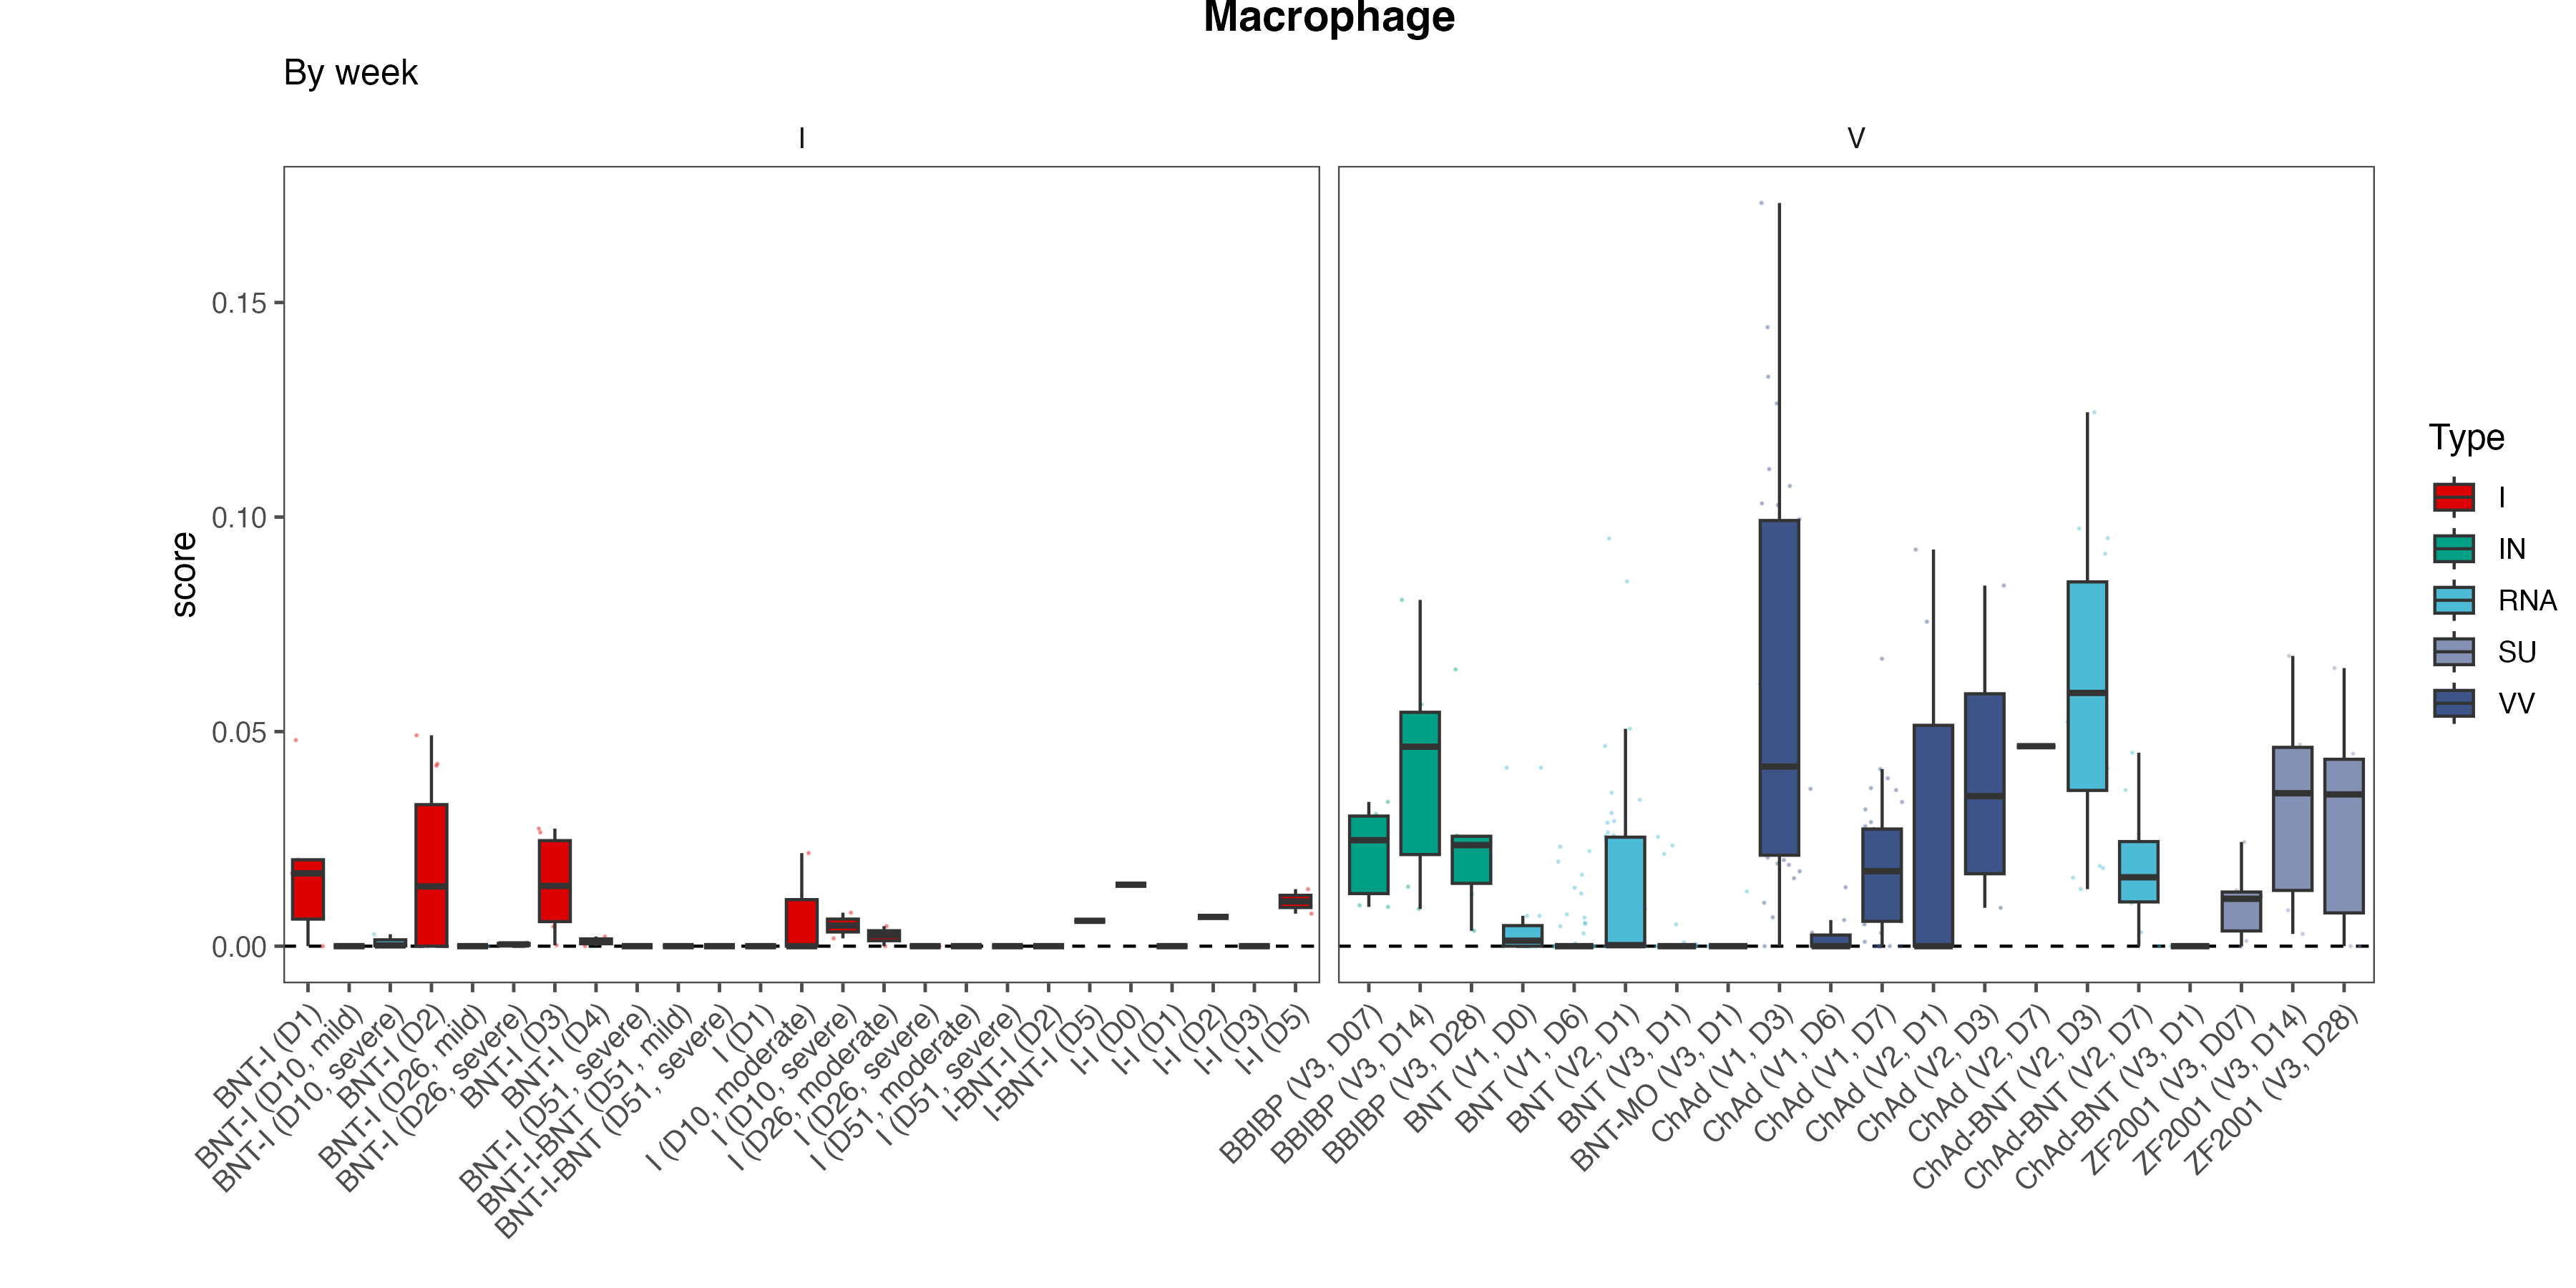 Macrophage
By week
I
V
score
0.15
0.10
0.05
0.00
BNT-I (D1)
BNT-I (D10, mild)
BNT-I (D10, severe)
BNT-I (D2)
BNT-I (D26, mild)
BNT-I (D26, severe)
BNT-I (D3)
BNT-I (D4)
BNT-I (D51, severe)
BNT-I-BNT (D51, mild)
BNT-I-BNT (D51, severe)
I (D1)
I (D10, moderate)
I (D10, severe)
I (D26, moderate)
I (D26, severe)
I (D51, moderate)
I (D51, severe)
I-BNT-I (D2)
I-BNT-I (D5)
I-I (D0)
I-I (D1)
I-I (D2)
I-I (D3)
I-I (D5)
BBIBP (V3, D07)
BBIBP (V3, D14)
BBIBP (V3, D28)
BNT (V1, D0)
BNT (V1, D6)
BNT (V2, D1)
BNT (V3, D1)
BNT-MO (V3, D1)
ChAd (V1, D3)
ChAd (V1, D6)
ChAd (V1, D7)
ChAd (V2, D1)
ChAd (V2, D3)
ChAd (V2, D7)
ChAd-BNT (V2, D3)
ChAd-BNT (V2, D7)
ChAd-BNT (V3, D1)
ZF2001 (V3, D07)
ZF2001 (V3, D14)
ZF2001 (V3, D28)
Type
I
IN
RNA
SU
VV